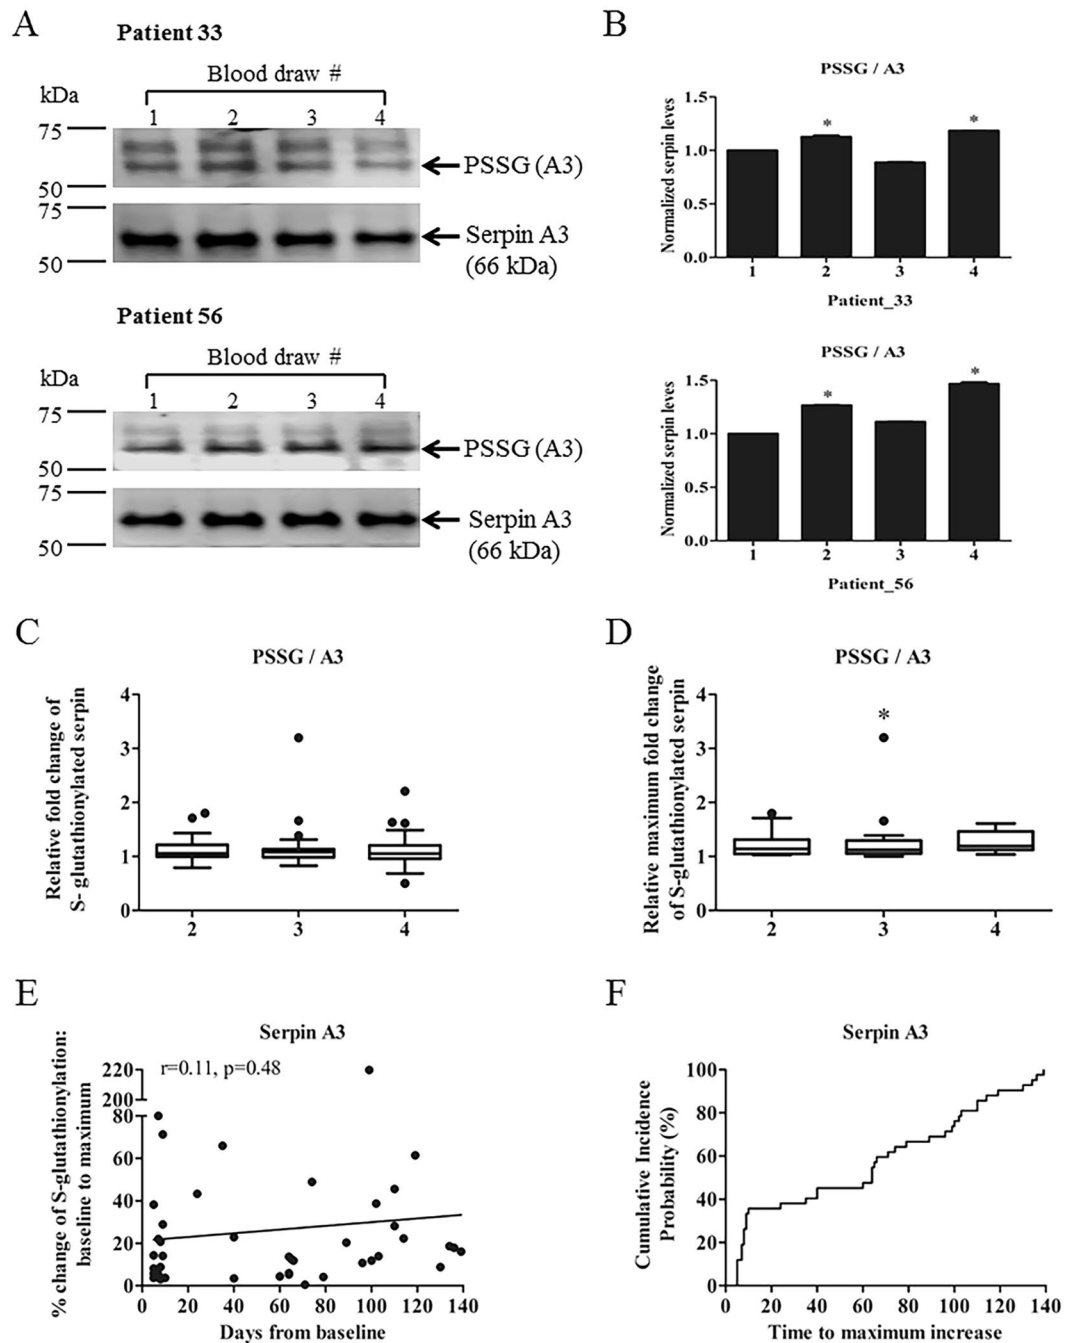 A
Patient 33
Blood draw #
kDa
1 2 3 4
75
PSSG (A3)
50
75
Serpin A3
(66 kDa)
50
Patient 56
Blood draw #
kDa
1 2 3 4
75
PSSG (A3)
50
75
Serpin A3
(66 kDa)
50
B
PSSG / A3
Normalized serpin leves
1.5
1.0
0.5
0.0
* *
1 2 3 4
Patient_33
PSSG / A3
Normalized serpin leves
1.5
1.0
0.5
0.0
* *
1 2 3 4
Patient_56
C
PSSG / A3
Relative fold change of
S- glutathionylated serpin
4
3
2
1
0
2 3 4
D
PSSG / A3
Relative maximum fold change
of S-glutathionylated serpin
4
3
2
1
0
*
2 3 4
E
Serpin A3
% change of S-glutathionylation:
baseline to maximum
r=0.11, p=0.48
220
200
80
60
40
20
0
0 20 40 60 80 100 120 140
Days from baseline
F
Serpin A3
Cumulative Incidence
Probability (%)
100
80
60
40
20
0
0 20 40 60 80 100 120 140
Time to maximum increase